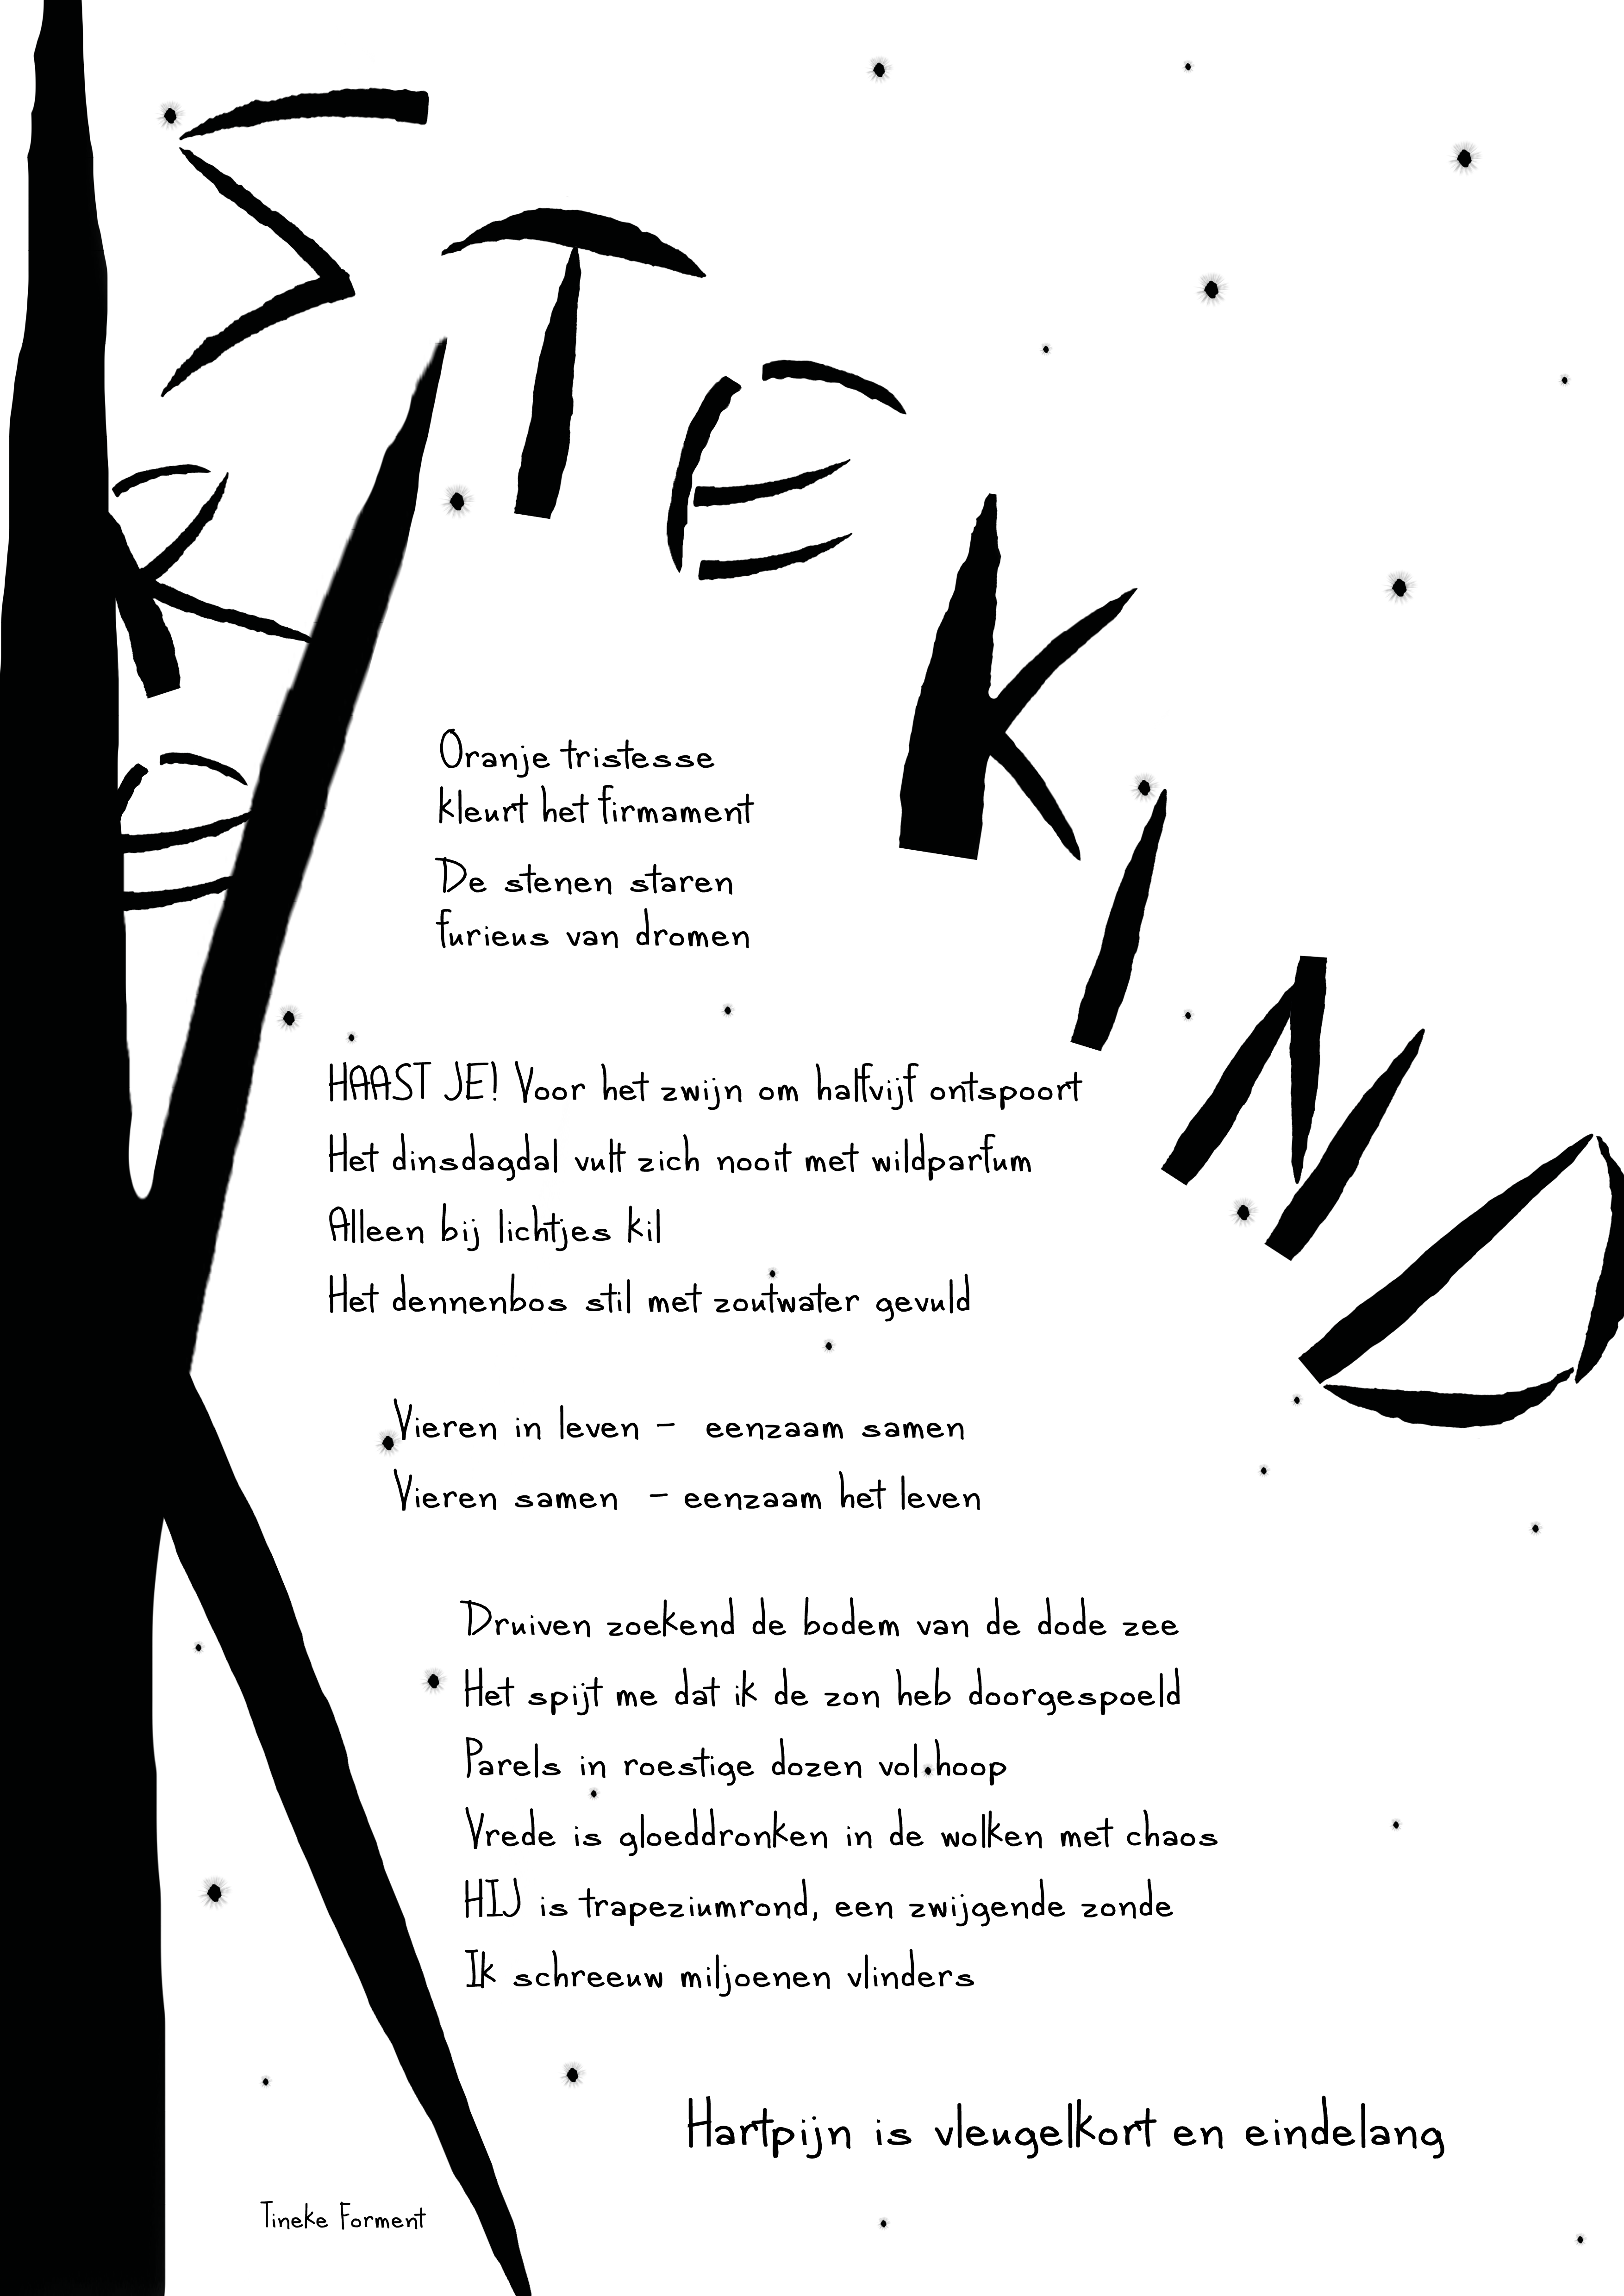 KERSTEKIND
Oranje tristesse
kleurt het firmament
De stenen staren
furieus van dromen
HAAST JE! Voor het zwijn om halfvijf ontspoort
Het dinsdagdal vult zich nooit met wildparfum
Alleen bij lichtjes kil
Het dennenbos stil met zoutwater gevuld
Vieren in leven – eenzaam samen
Vieren samen – eenzaam het leven
Druiven zoekend de bodem van de dode zee
Het spijt me dat ik de zon heb doorgespoeld
Parels in roestige dozen vol hoop
Vrede is gloeddronken in de wolken met chaos
HIJ is trapeziumrond, een zwijgende zonde
Ik schreeuw miljoenen vlinders
Hartpijn is vleugelkort en eindelang
Tineke Forment